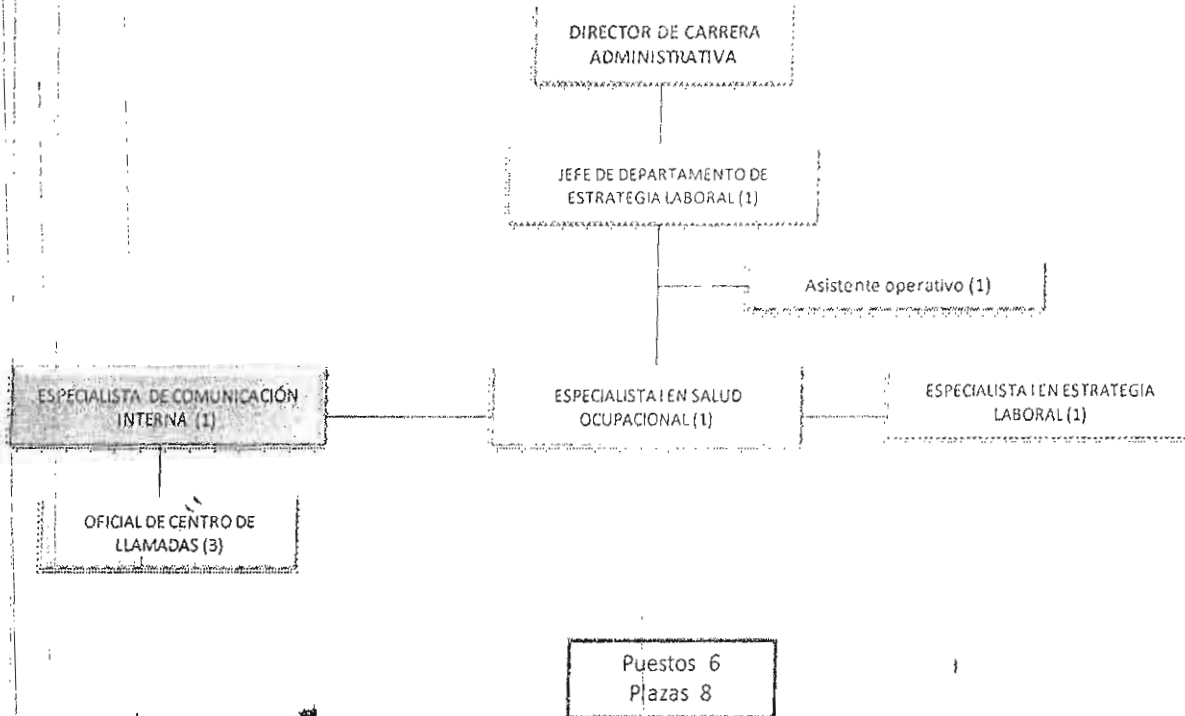 DIRECTOR DE CARRERA
ADMINISTRATIVA
JEFE DE DEPARTAMENTO DE
ESTRATEGIA LABORAL (1)
Asistente operativo (1)
ESPECIALISTA DE COMUNICACIÓN
INTERNA (1)
ESPECIALISTA I EN SALUD
OCUPACIONAL (1)
ESPECIALISTA I EN ESTRATEGIA
LABORAL (1)
OFICIAL DE CENTRO DE
LLAMADAS (3)
Puestos 6
Plazas 8